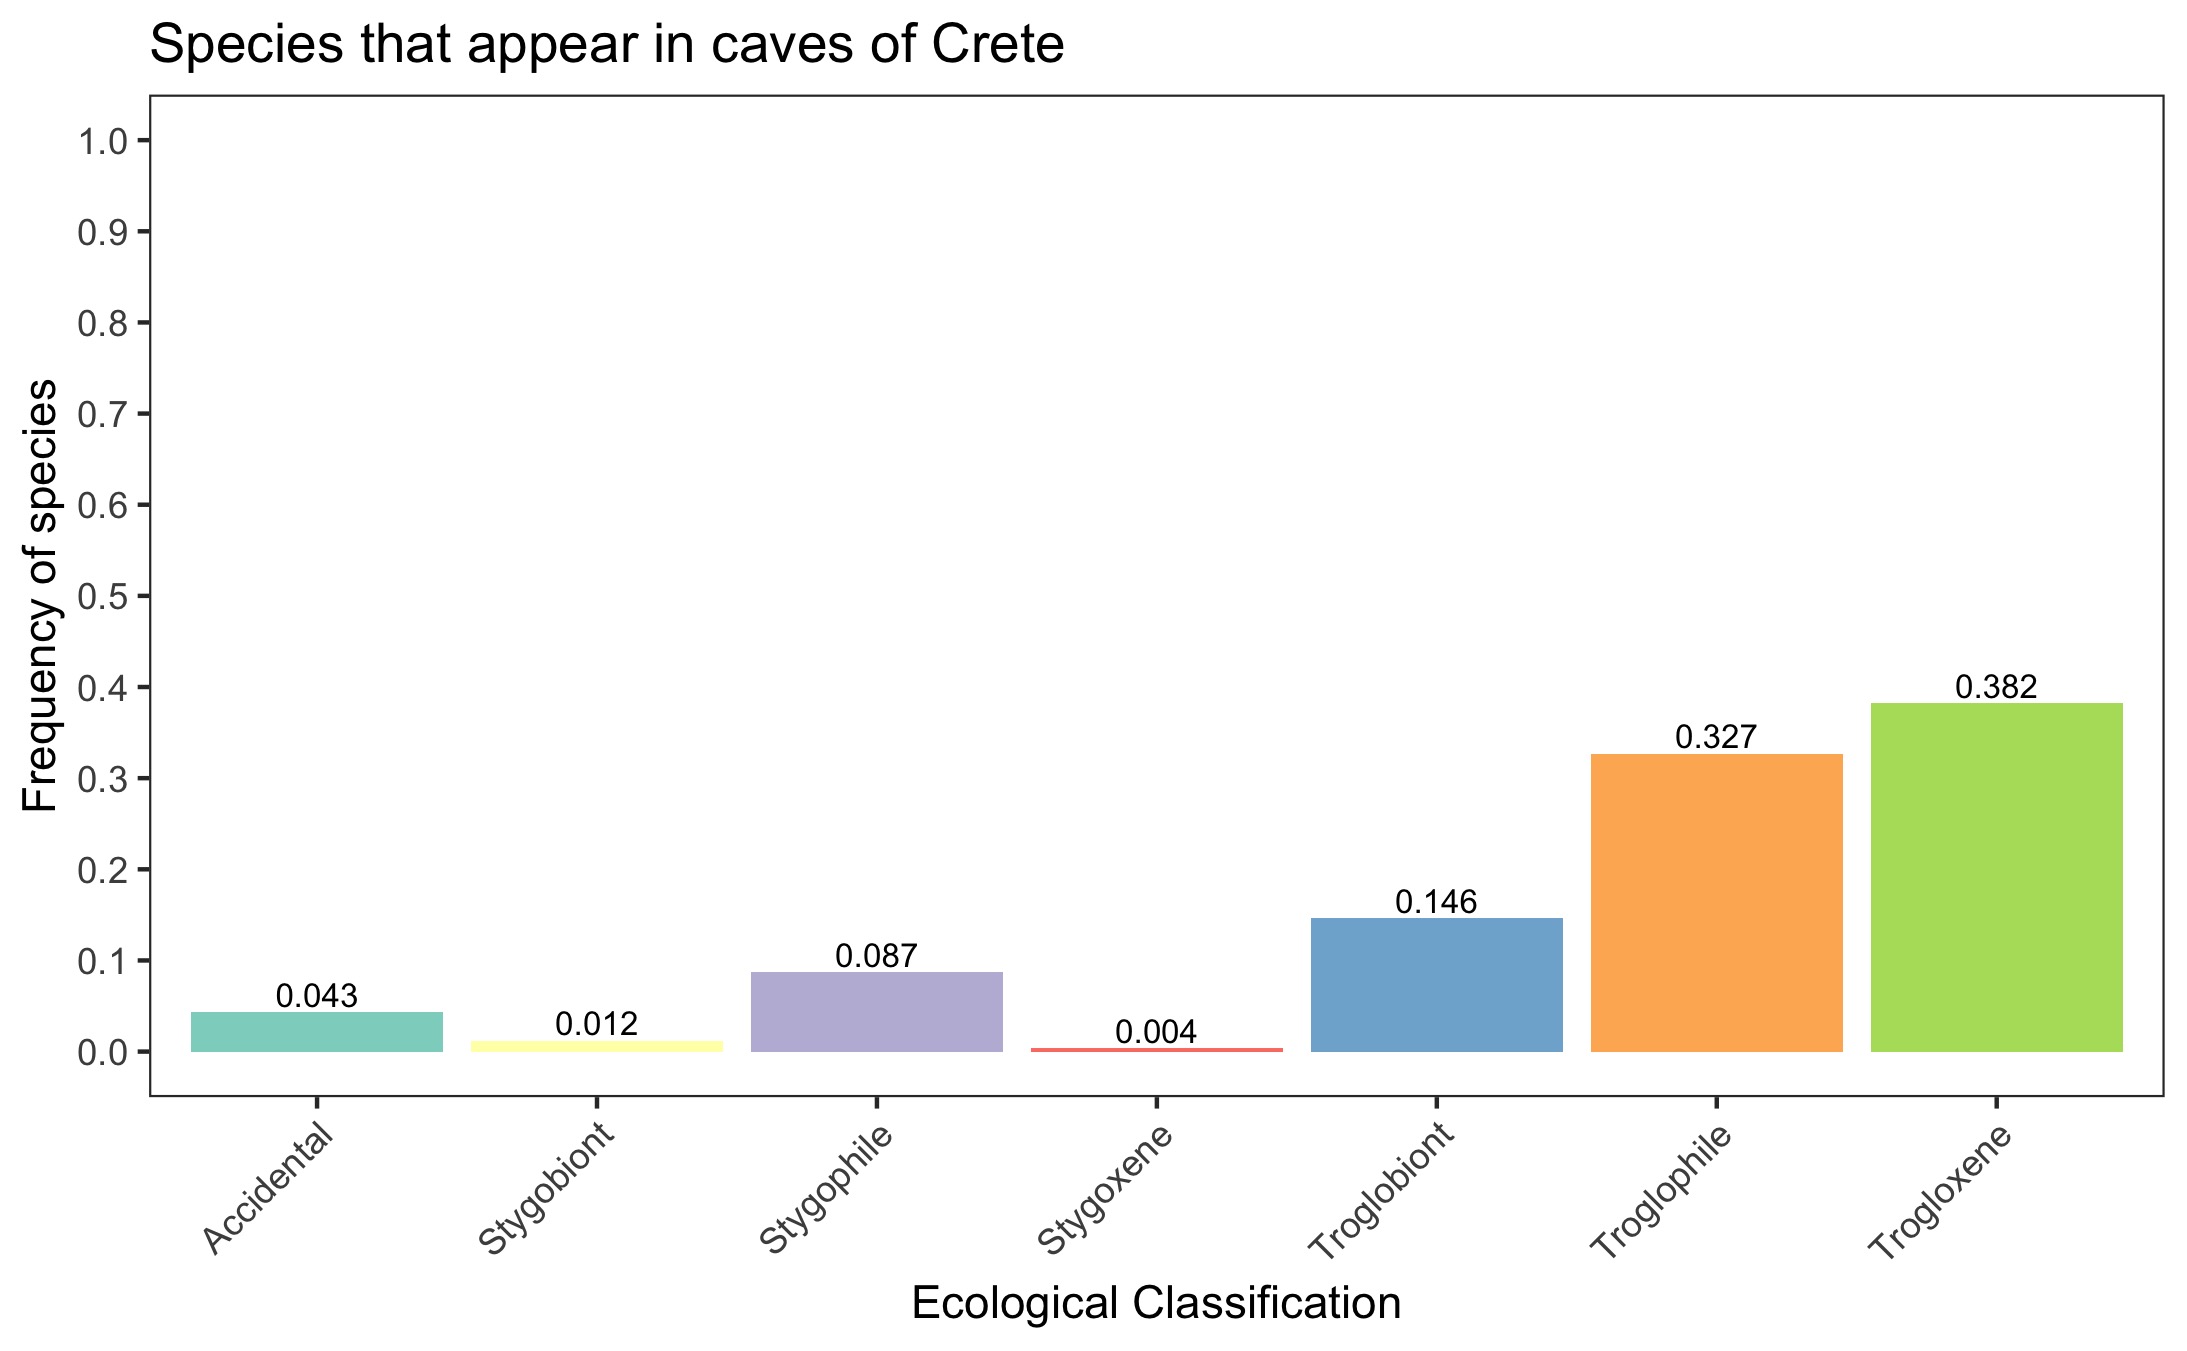 Species that appear in caves of Crete
Frequency of species
1.0
0.9
0.8
0.7
0.6
0.5
0.4
0.3
0.2
0.1
0.0
0.043
0.012
0.087
0.004
0.146
0.327
0.382
Accidental
Stygobiont
Stygophile
Stygoxene
Troglobiont
Troglophile
Trogloxene
Ecological Classification